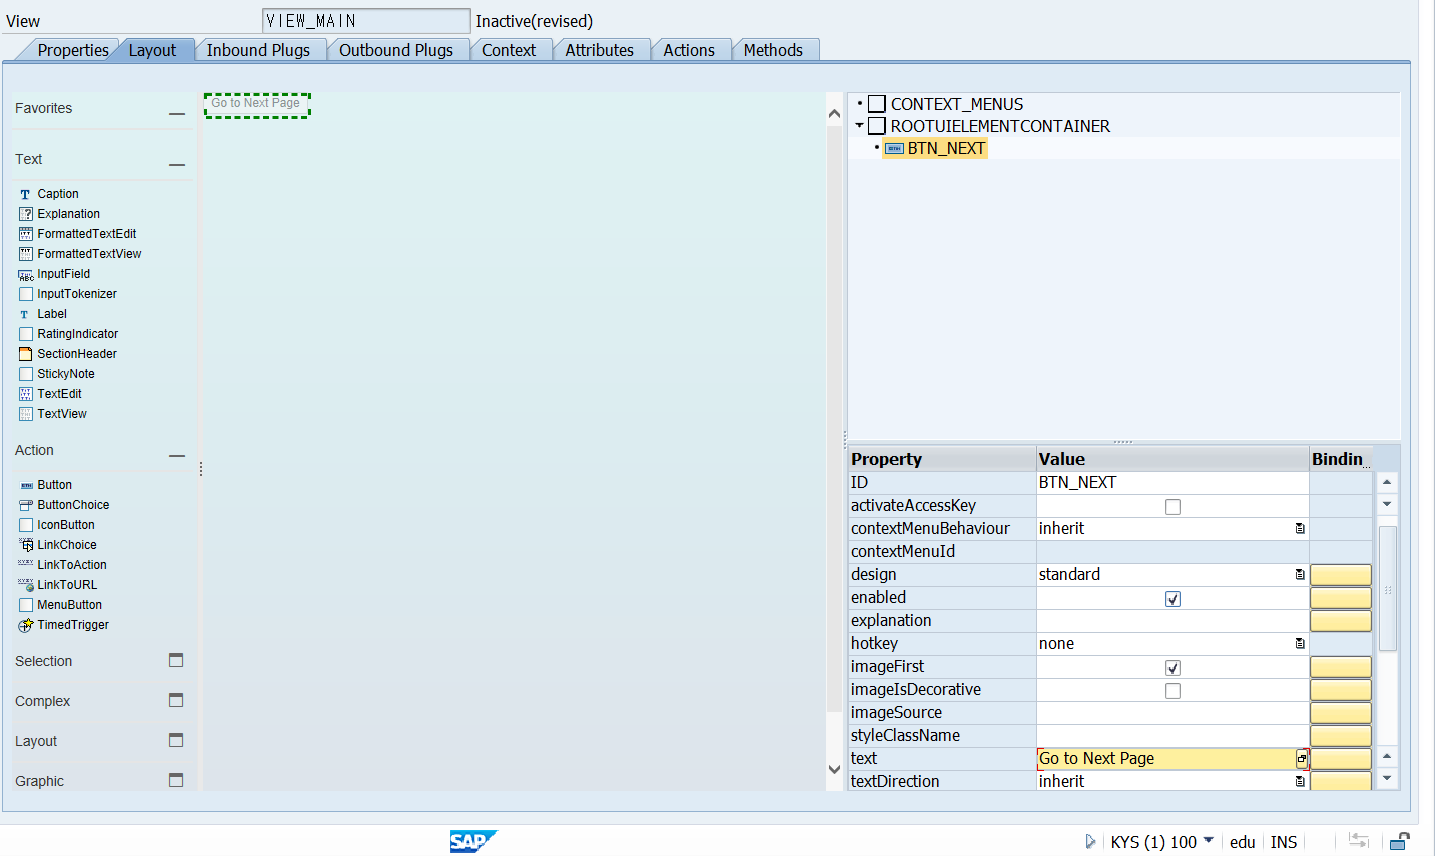 View VIEW_MAIN Inactive(revised)
Properties Layout Inbound Plugs Outbound Plugs Context Attributes Actions Methods
Favorites
Text
Caption
Explanation
FormattedTextEdit
FormattedTextView
InputField
InputTokenizer
Label
RatingIndicator
SectionHeader
StickyNote
TextEdit
TextView
Action
Button
ButtonChoice
IconButton
LinkChoice
LinkToAction
LinkToURL
MenuButton
TimedTrigger
Selection
Complex
Layout
Graphic
Go to Next Page
CONTEXT_MENUS
ROOTUIELEMENTCONTAINER
BTN_NEXT
Property Value Bindin...
ID BTN_NEXT
activateAccessKey
contextMenuBehaviour inherit
contextMenuId
design standard
enabled
explanation
hotkey none
imageFirst
imageIsDecorative
imageSource
styleClassName
text Go to Next Page
textDirection inherit
SAP
KYS (1) 100 edu INS